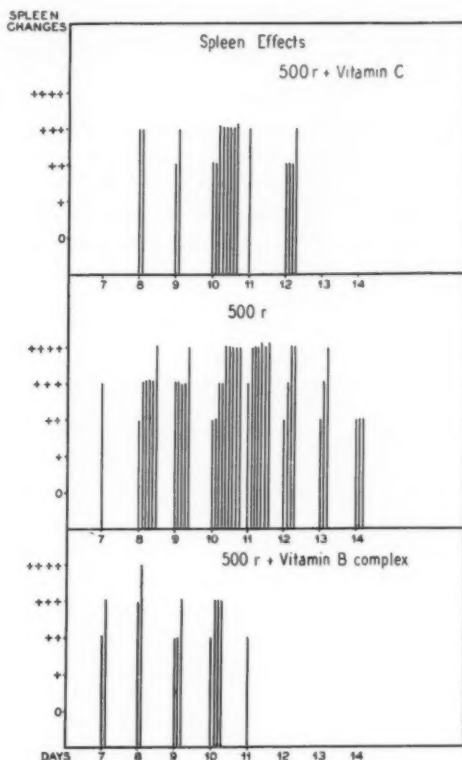 SPLEEN
CHANGES
Spleen Effects
500 r + Vitamin C
++++
+++
++
+
0
7 8 9 10 11 12 13 14
500 r
++++
+++
++
+
0
7 8 9 10 11 12 13 14
500 r + Vitamin B complex
++++
+++
++
+
0
DAYS 7 8 9 10 11 12 13 14